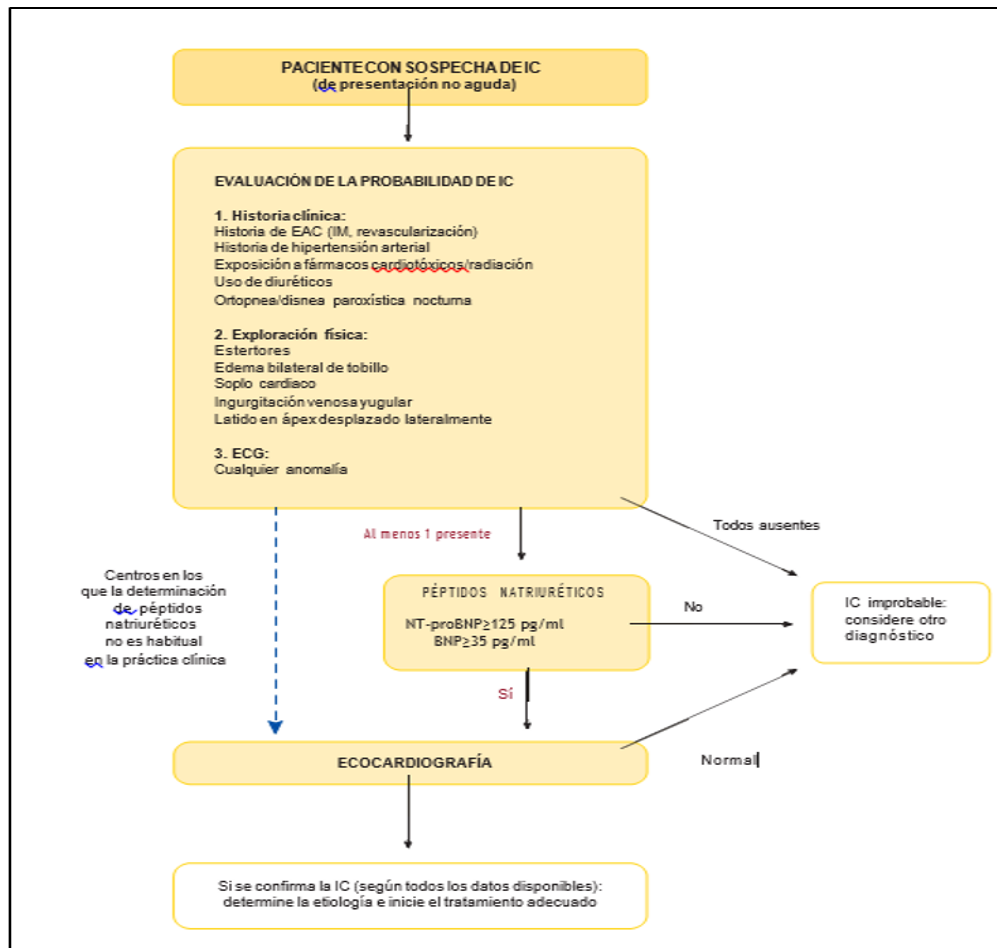 PACIENTE CON SOSPECHA DE IC
(de presentación no aguda)
EVALUACIÓN DE LA PROBABILIDAD DE IC
1. Historia clínica:
Historia de EAC (IM, revascularización)
Historia de hipertensión arterial
Exposición a fármacos cardiotóxicos/radiación
Uso de diuréticos
Ortopnea/disnea paroxística nocturna
2. Exploración física:
Estertores
Edema bilateral de tobillo
Soplo cardiaco
Ingurgitación venosa yugular
Latido en ápex desplazado lateralmente
3. ECG:
Cualquier anomalía
Al menos 1 presente
Todos ausentes
Centros en los
que la determinación
de péptidos
natriuréticos
no es habitual
en la práctica clínica
PÉPTIDOS NATRIURÉTICOS
NT-proBNP≥125 pg/ml
BNP≥35 pg/ml
No
IC improbable:
considere otro
diagnóstico
Sí
ECOCARDIOGRAFÍA
Normal
Si se confirma la IC (según todos los datos disponibles):
determine la etiología e inicie el tratamiento adecuado